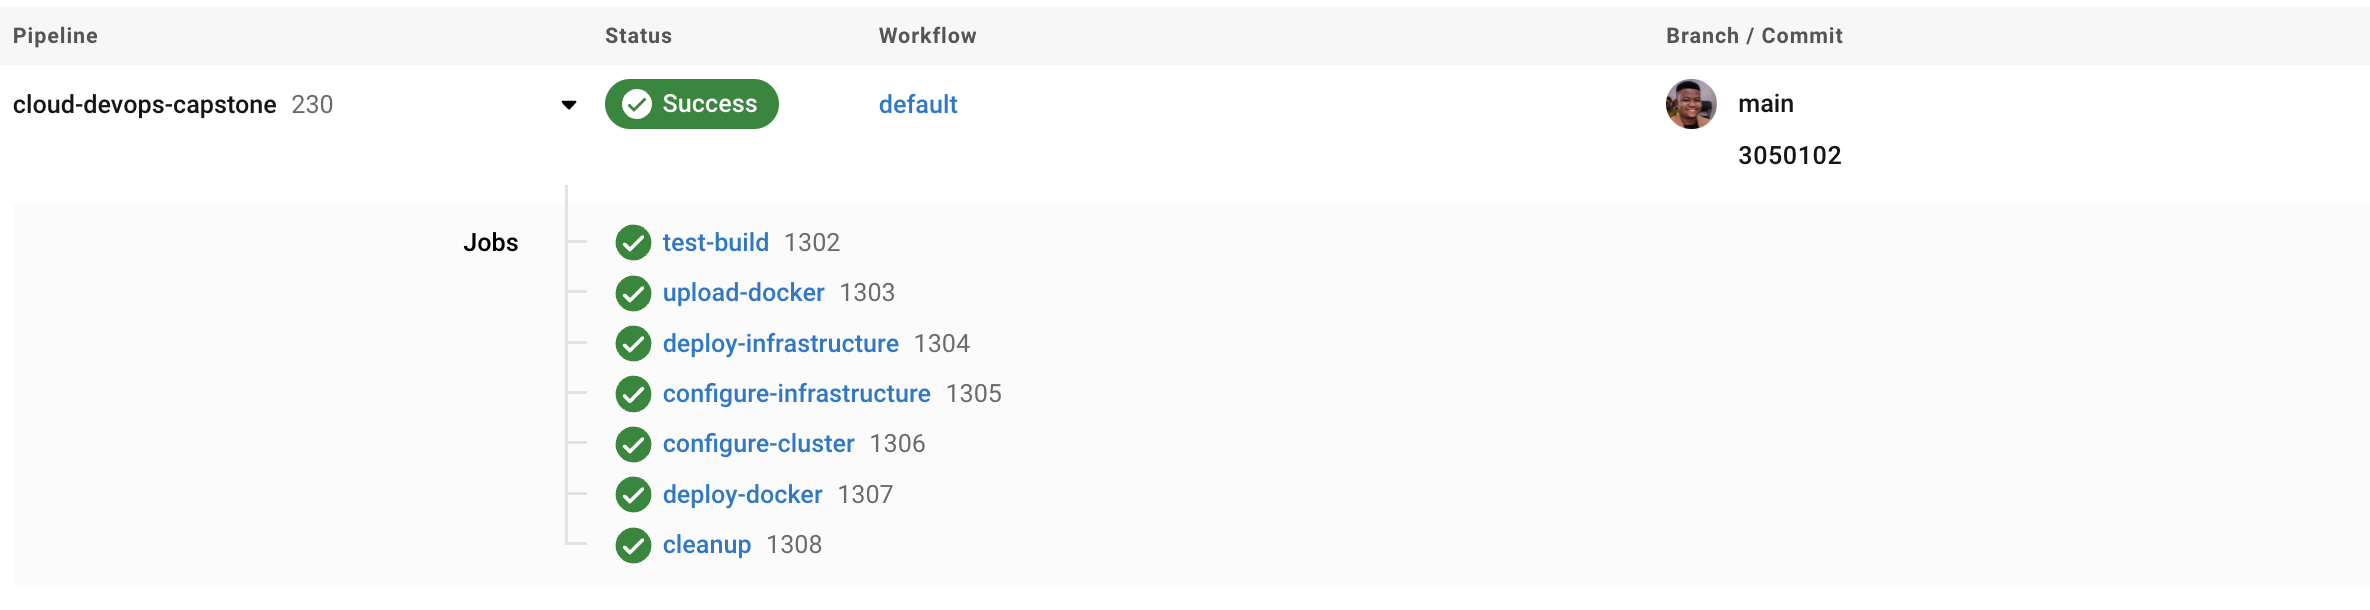 Pipeline Status Workflow Branch / Commit
cloud-devops-capstone 230 Success default main
3050102
Jobs test-build 1302
upload-docker 1303
deploy-infrastructure 1304
configure-infrastructure 1305
configure-cluster 1306
deploy-docker 1307
cleanup 1308